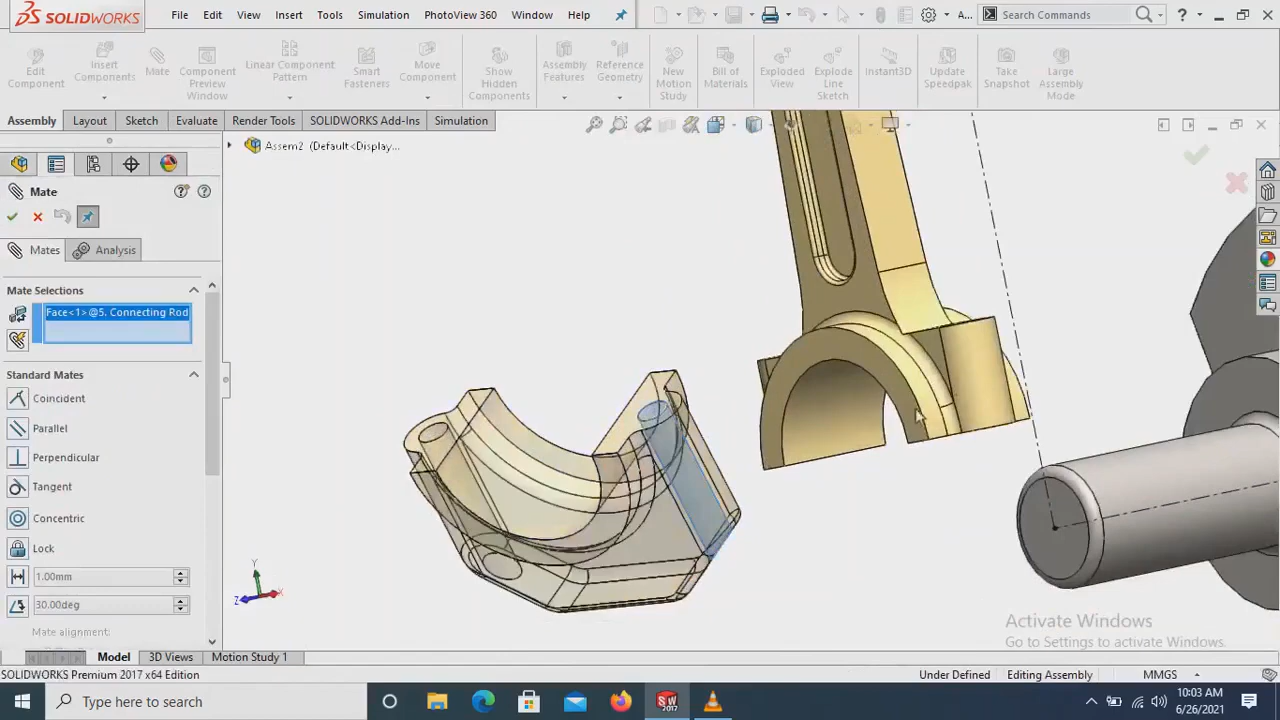 SOLIDWORKS
File Edit View Insert Tools Simulation PhotoView 360 Window Help
A...
Search Commands
Edit Component
Insert Components
Mate
Component Preview Window
Linear Component Pattern
Smart Fasteners
Move Component
Show Hidden Components
Assembly Features
Reference Geometry
New Motion Study
Bill of Materials
Exploded View
Explode Line Sketch
Instant3D
Update Speedpak
Take Snapshot
Large Assembly Mode
Assembly Layout Sketch Evaluate Render Tools SOLIDWORKS Add-Ins Simulation
Assem2 (Default<Display...
Mate
Mates Analysis
Mate Selections
Face<1>@5. Connecting Rod
Standard Mates
Coincident
Parallel
Perpendicular
Tangent
Concentric
Lock
1.00mm
30.00deg
Mate alignment:
Y
Z X
Activate Windows
Go to Settings to activate Windows.
Model 3D Views Motion Study 1
SOLIDWORKS Premium 2017 x64 Edition
Under Defined Editing Assembly MMGS
Type here to search
SW 2017
10:03 AM
6/26/2021